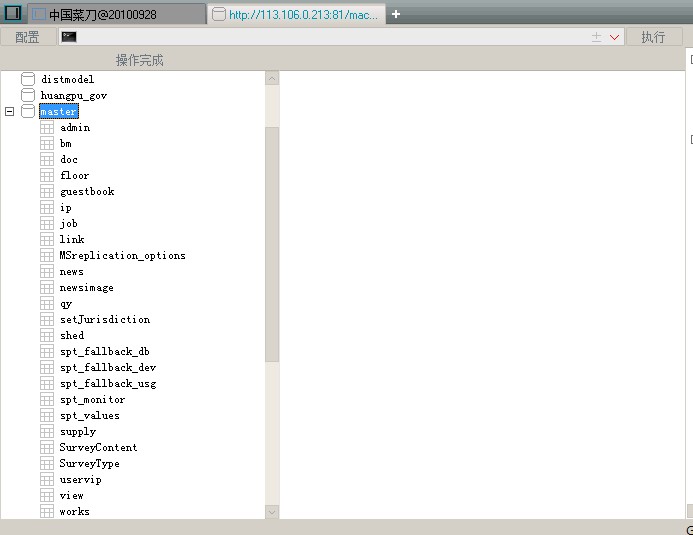 中国菜刀@20100928
http://113.106.0.213:81/mac...
配置
执行
操作完成
distmodel
huangpu_gov
master
admin
bm
doc
floor
guestbook
ip
job
link
MSreplication_options
news
newsimage
qy
setJurisdiction
shed
spt_fallback_db
spt_fallback_dev
spt_fallback_usg
spt_monitor
spt_values
supply
SurveyContent
SurveyType
uservip
view
works